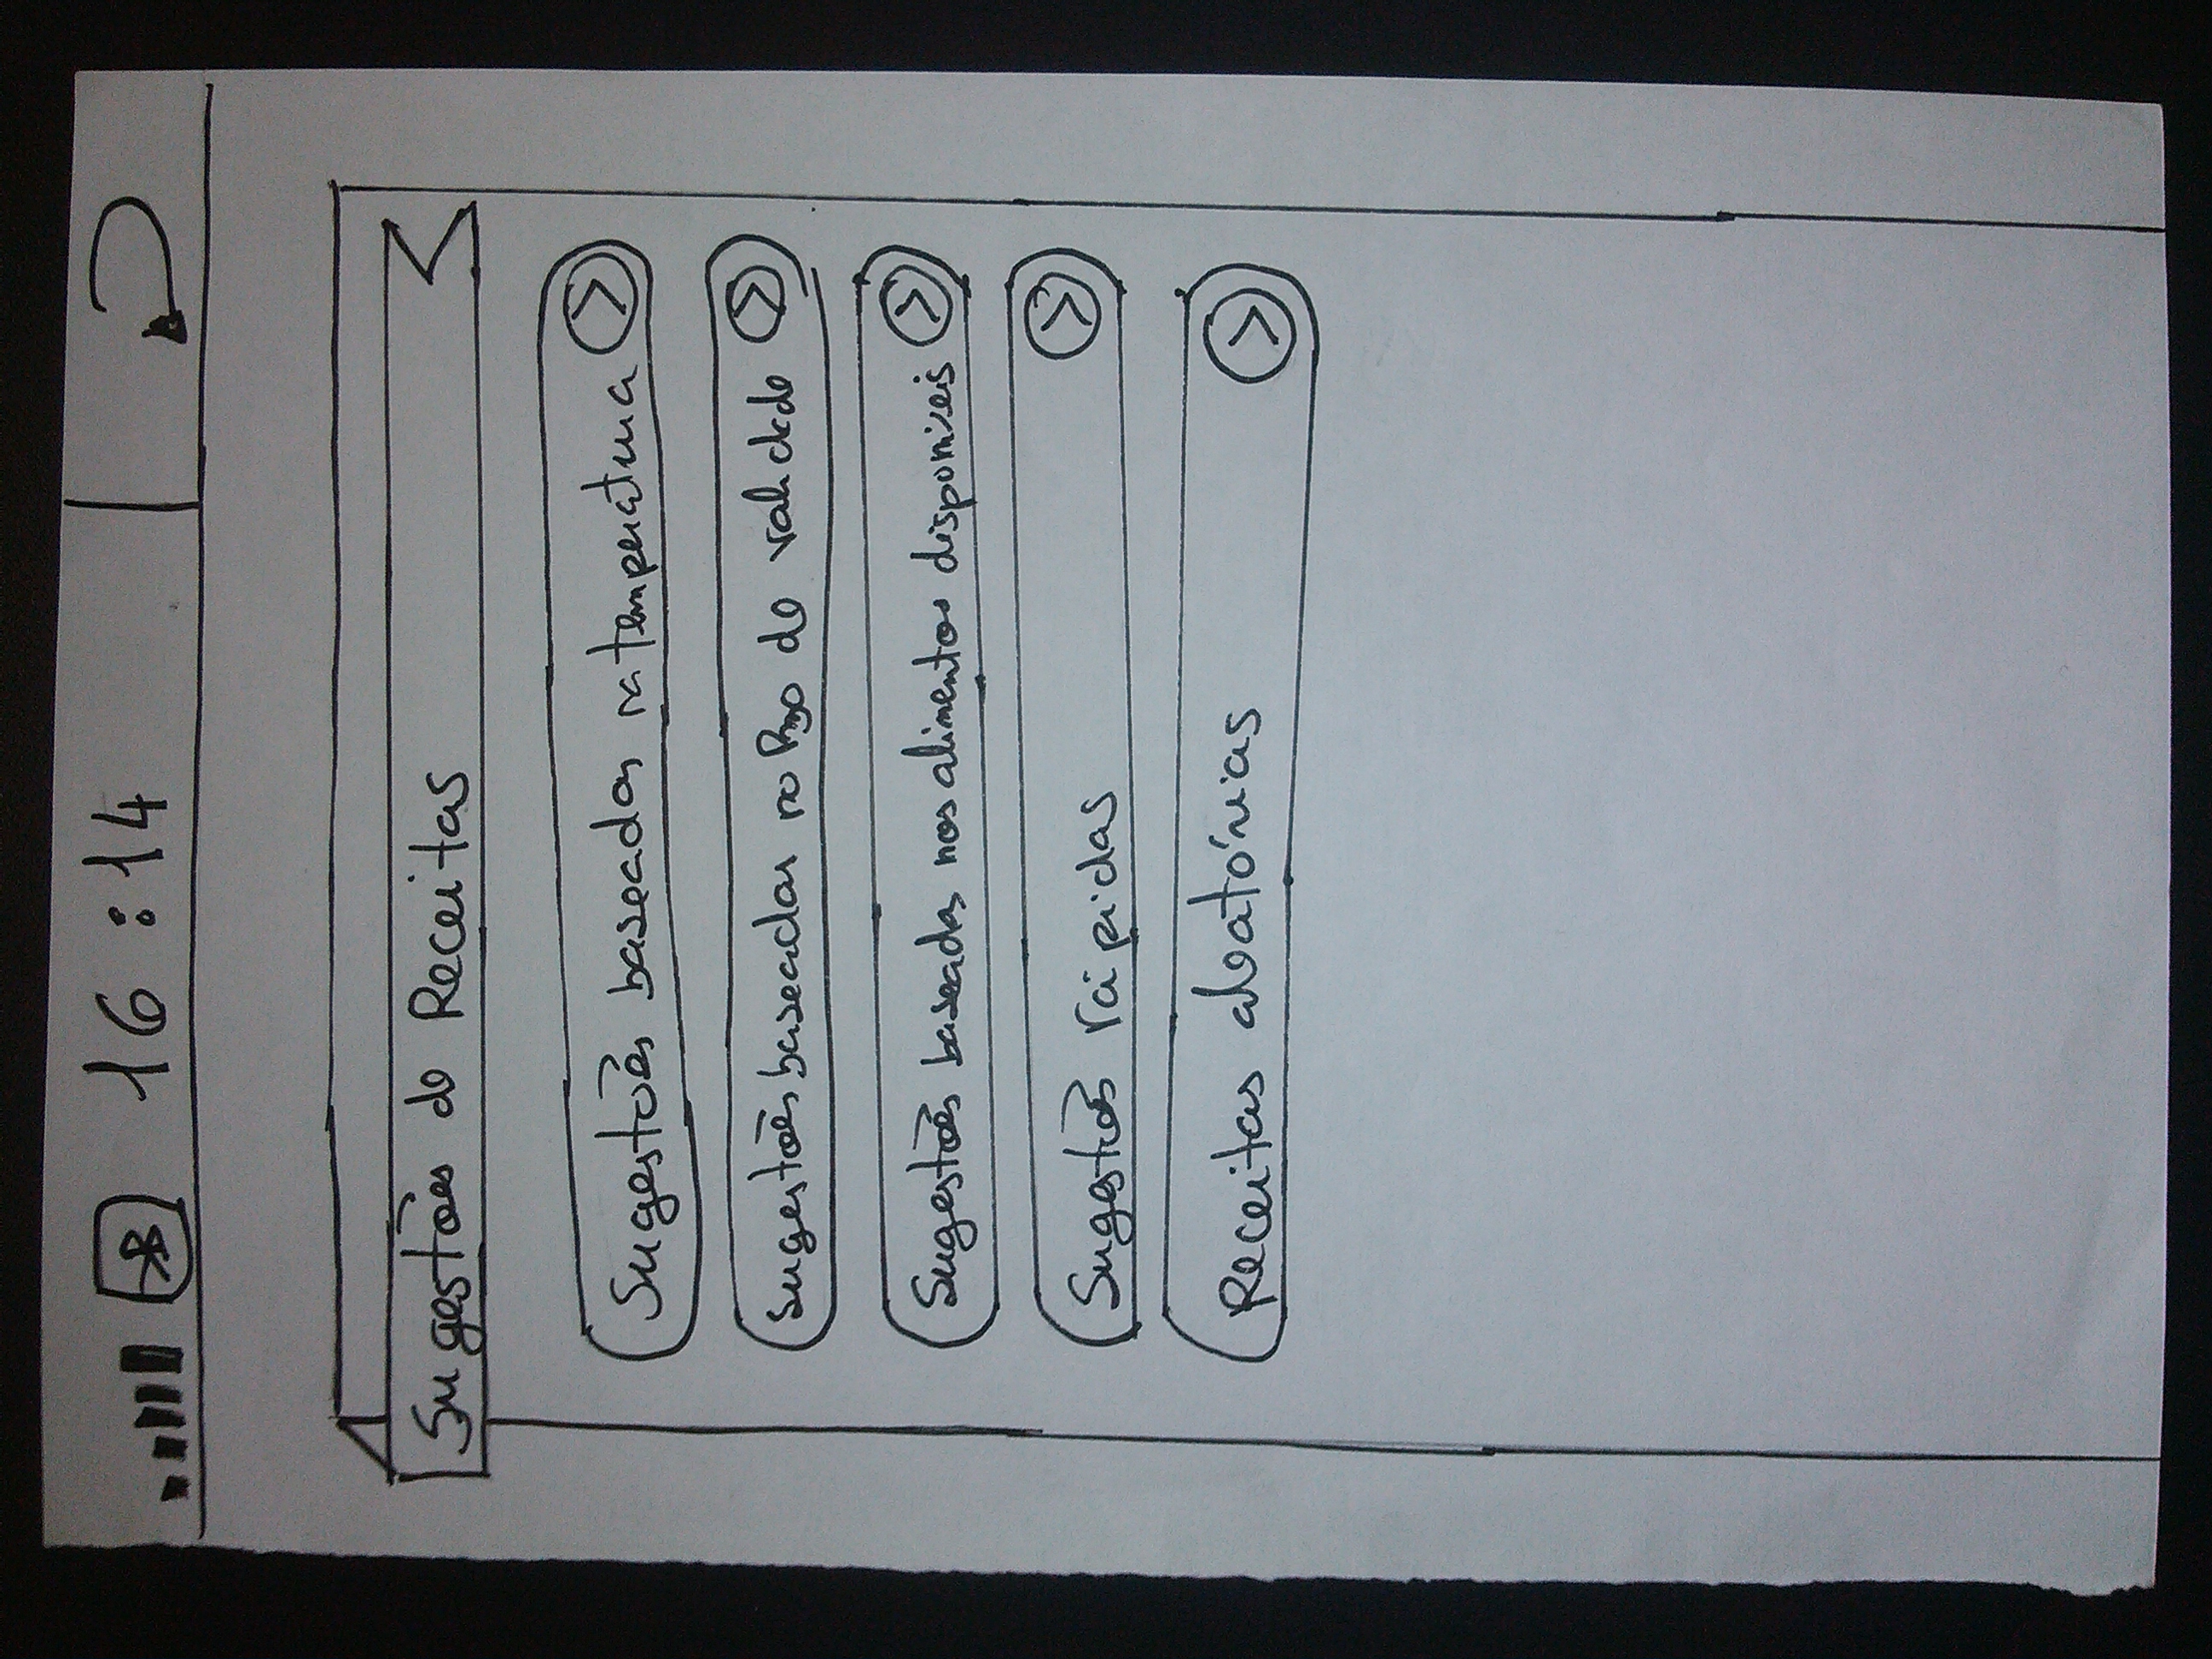 16:14
Sugestões de Receitas
Sugestões baseadas na temperatura
Sugestões baseadas no Prazo de validade
Sugestões baseadas nos alimentos disponíveis
Sugestões rápidas
Receitas aleatórias